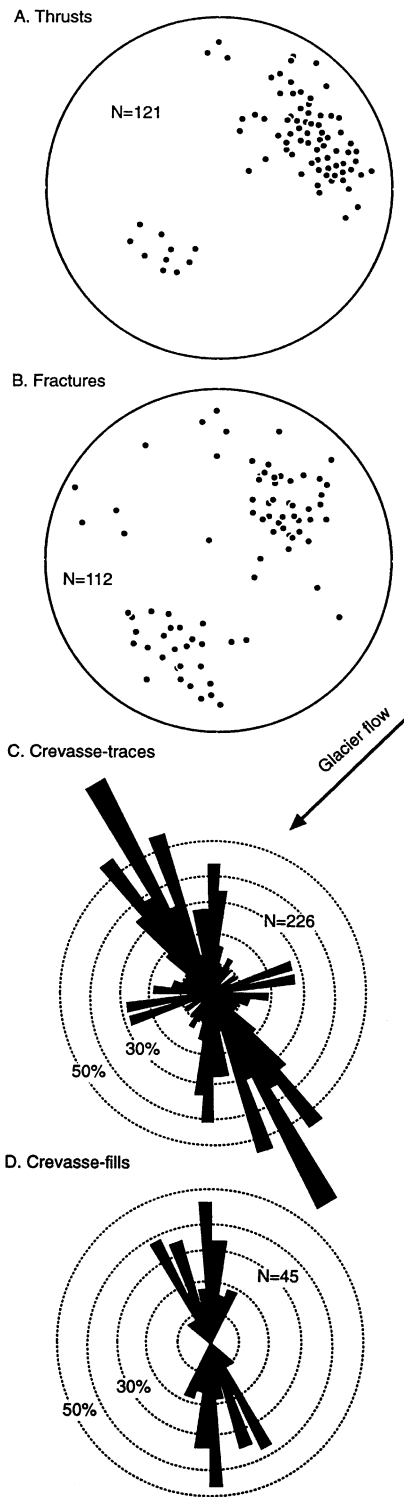 A. Thrusts
N=121
B. Fractures
N=112
Glacier flow
C. Crevasse-traces
N=226
30%
50%
D. Crevasse-fills
N=45
30%
50%